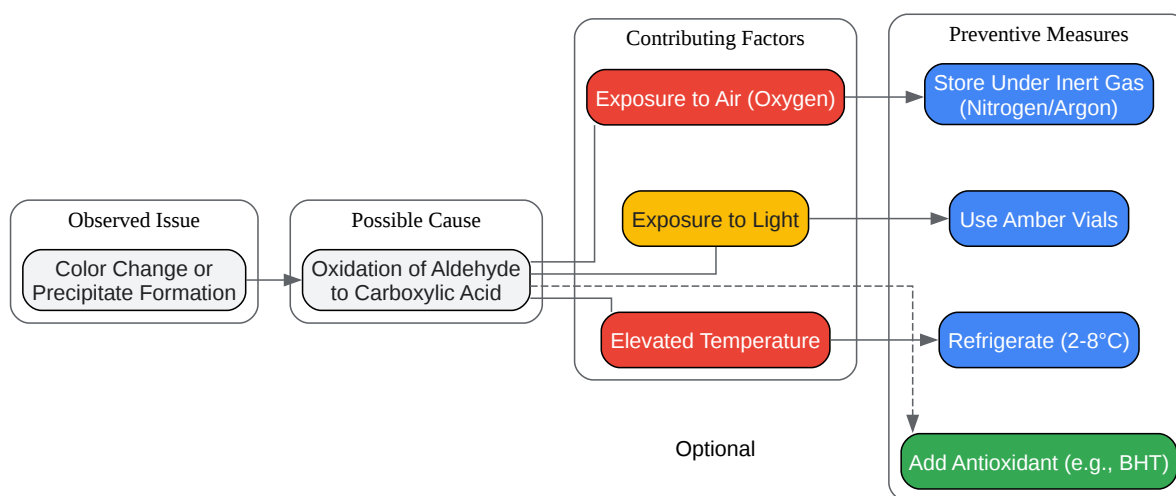 Contributing Factors
Preventive Measures
Exposure to Air (Oxygen)
Store Under Inert Gas
(Nitrogen/Argon)
Observed Issue
Possible Cause
Exposure to Light
Use Amber Vials
Color Change or
Precipitate Formation
Oxidation of Aldehyde
to Carboxylic Acid
Elevated Temperature
Refrigerate (2-8°C)
Optional
Add Antioxidant (e.g., BHT)